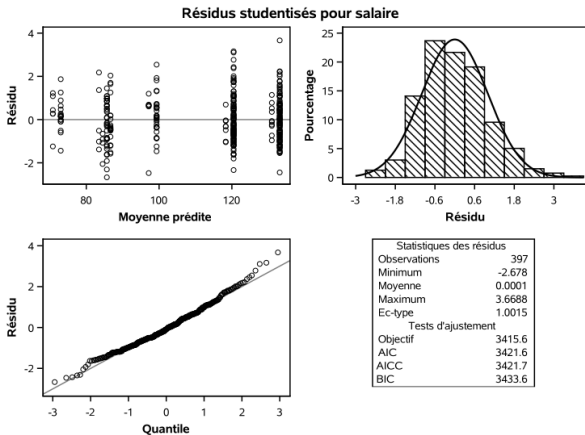 Résidus studentisés pour salaire
Résidu
4
2
0
-2
80
100
120
Moyenne prédite
Pourcentage
25
20
15
10
5
0
-3
-1.8
-0.6
0.6
1.8
3
Résidu
Résidu
4
2
0
-2
-3
-2
-1
0
1
2
3
Quantile
Statistiques des résidus
Observations 397
Minimum -2.678
Moyenne 0.0001
Maximum 3.6688
Ec-type 1.0015
Tests d'ajustement
Objectif 3415.6
AIC 3421.6
AICC 3421.7
BIC 3433.6